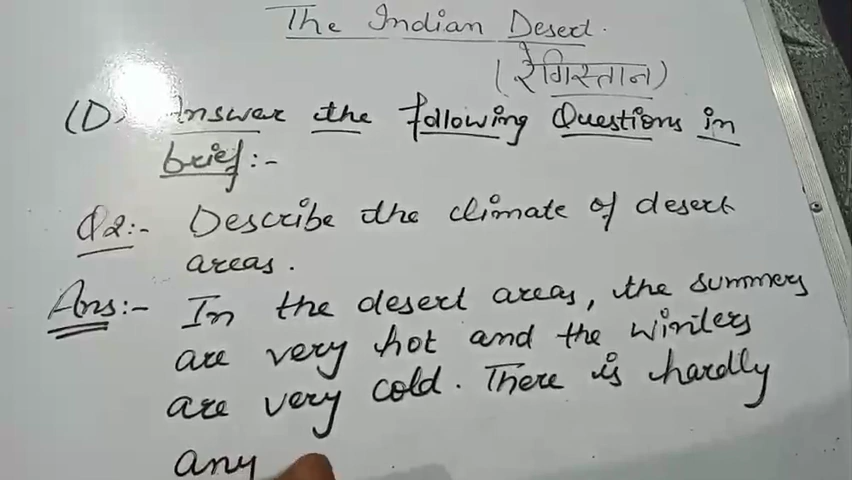 The Indian Desert.
(रेगिस्तान)
(D) Answer the following Questions in
brief:-
Q2:- Describe the climate of desert
areas.
Ans:- In the desert areas, the summers
are very hot and the winters
are very cold. There is hardly
any